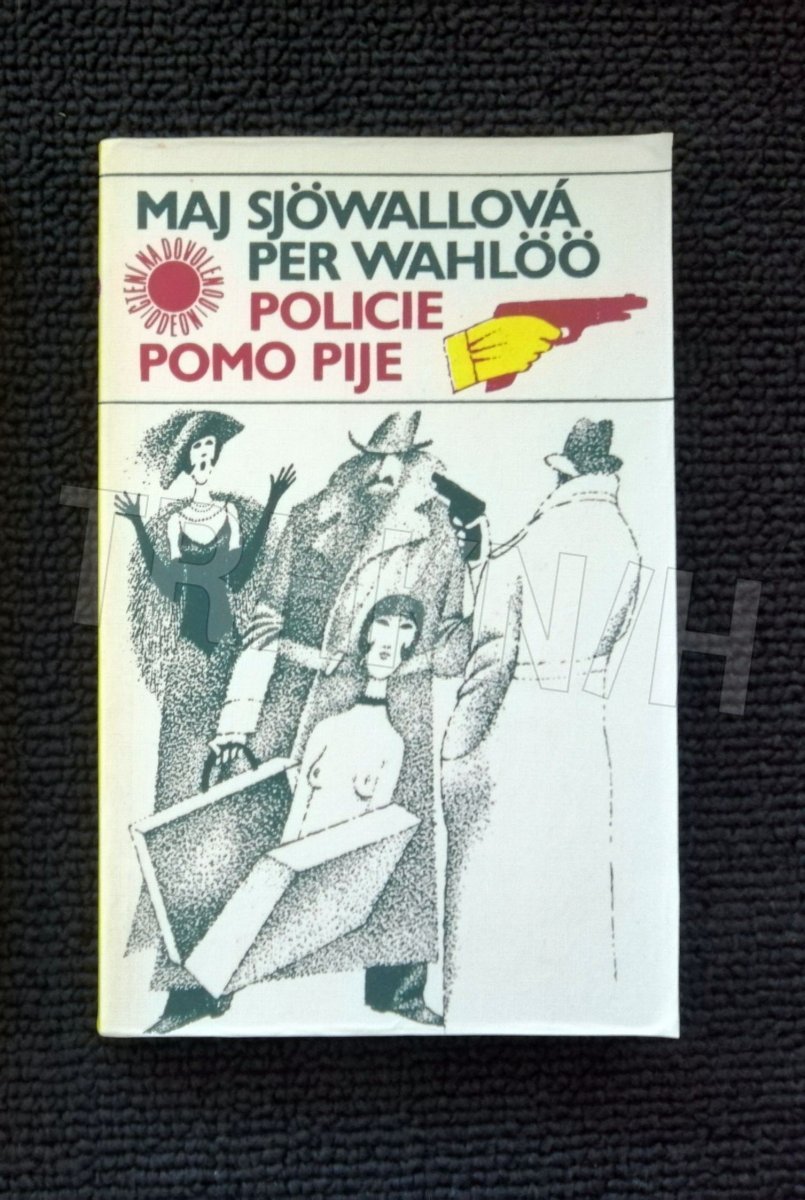 MAJ SJÖWALLOVÁ
PER WAHLÖÖ
ČTENÍ NA DOVOLENOU
ODEON
POLICIE
POMO PIJE